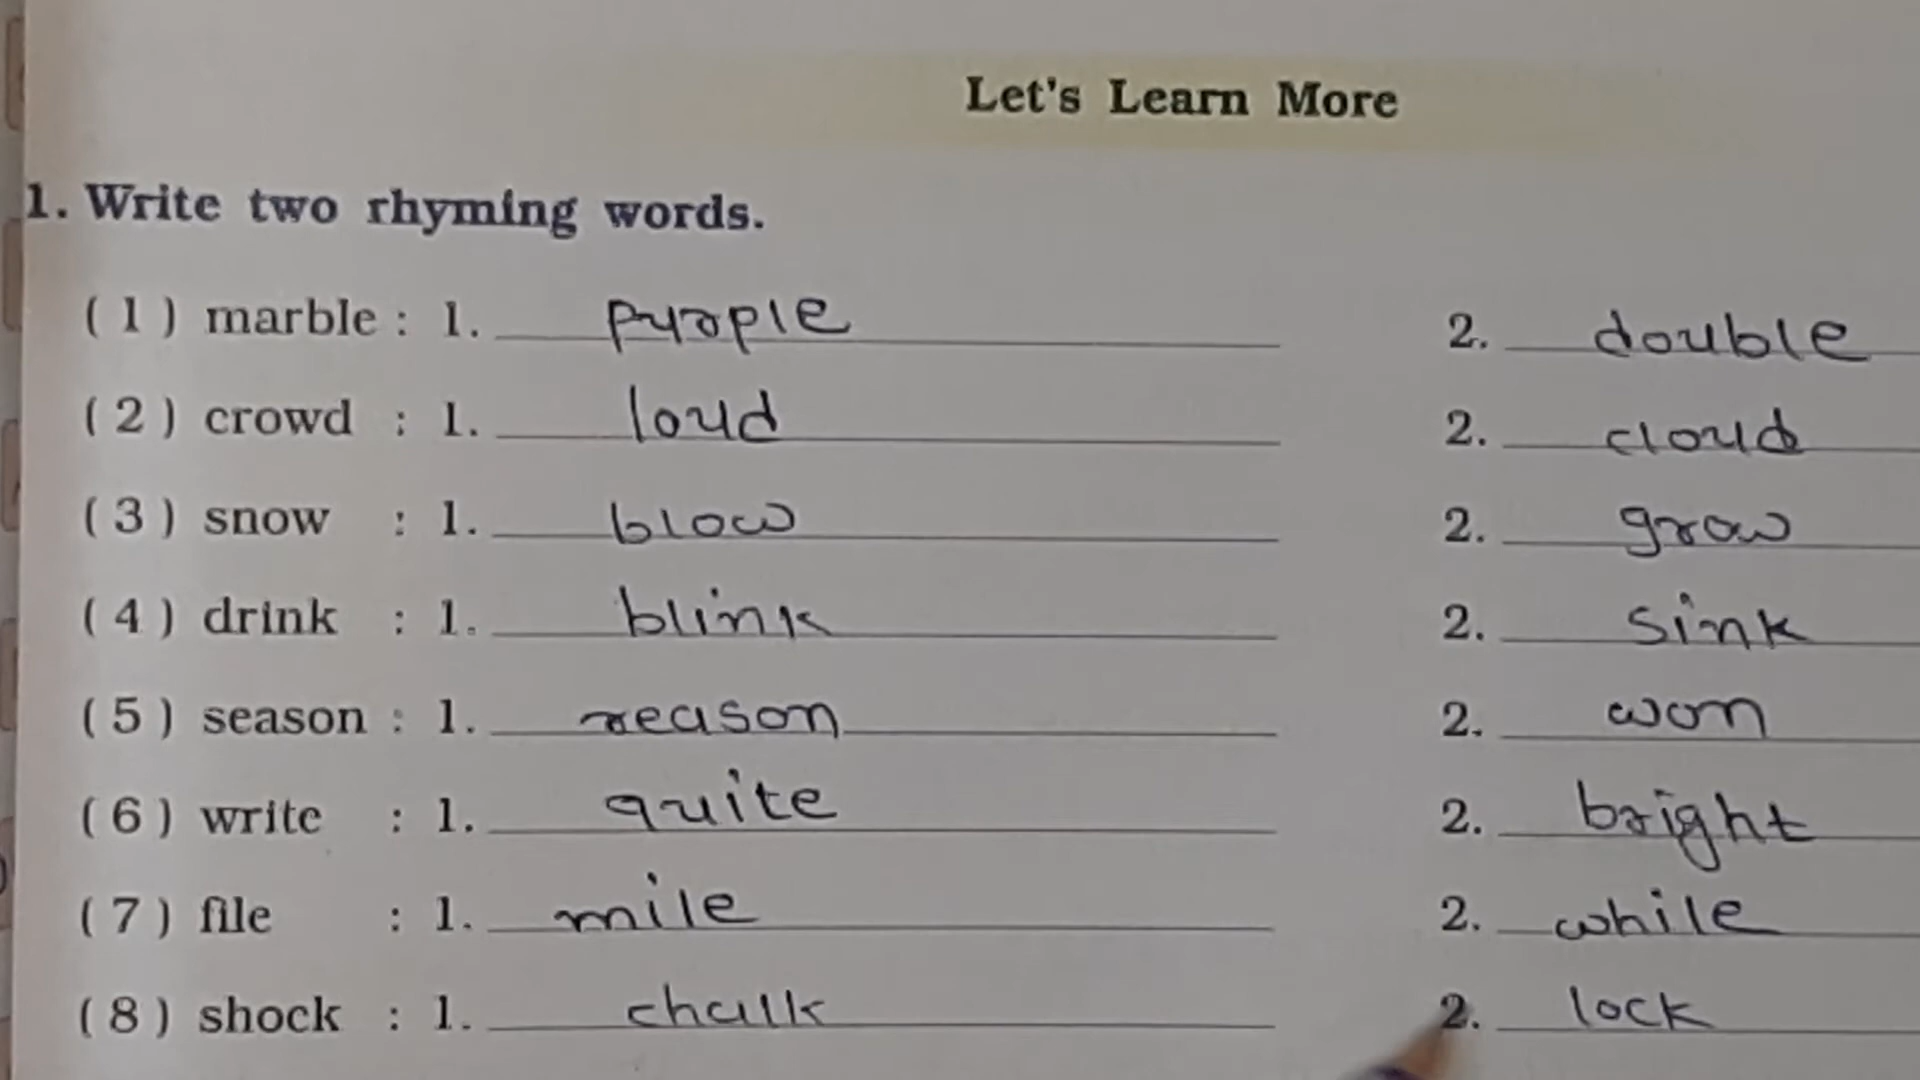 Let's Learn More
1. Write two rhyming words.
(1) marble : 1. purple 2. double
(2) crowd : 1. loud 2. cloud
(3) snow : 1. blow 2. grow
(4) drink : 1. blink 2. sink
(5) season : 1. reason 2. won
(6) write : 1. quite 2. bright
(7) file : 1. mile 2. while
(8) shock : 1. chalk 2. lock